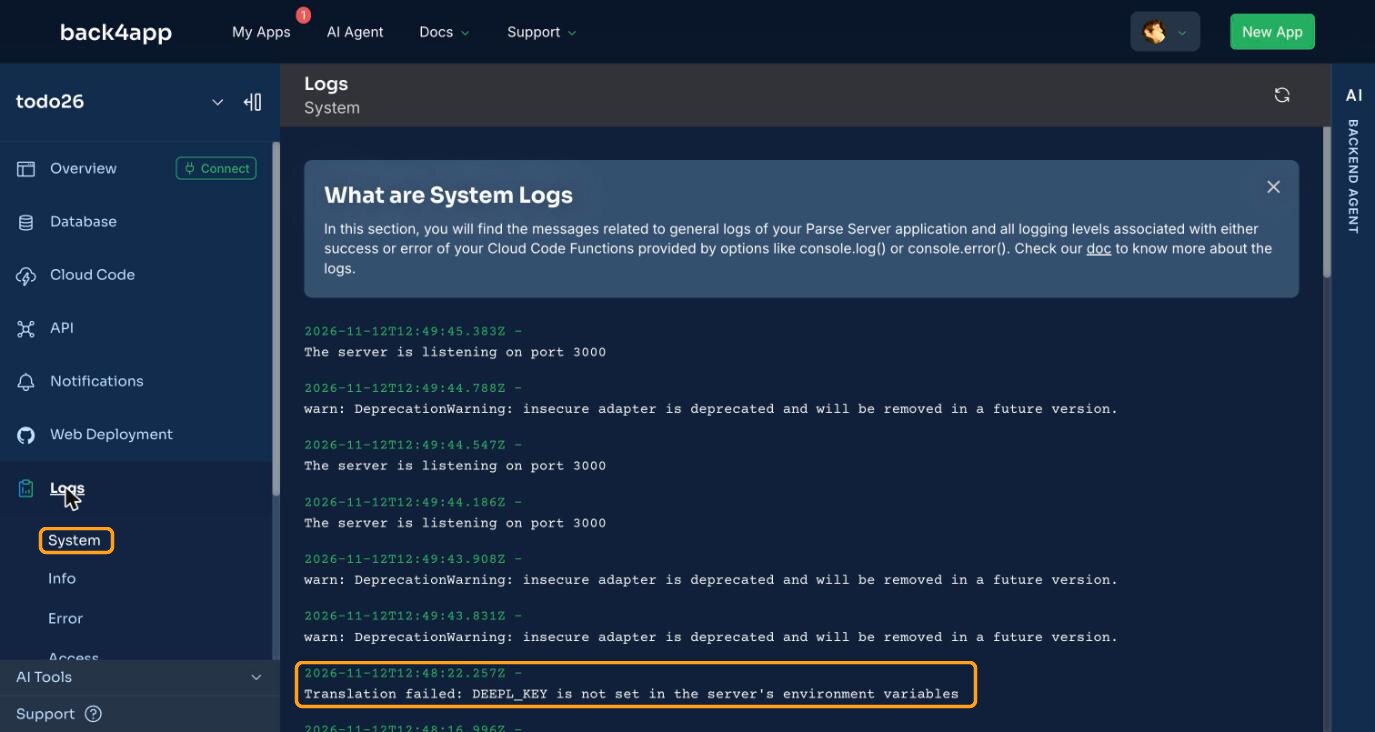 back4app
My Apps
1
AI Agent
Docs
Support
New App
todo26
Overview
Connect
Database
Cloud Code
API
Notifications
Web Deployment
Logs
System
Info
Error
Access
AI Tools
Support
Logs
System
What are System Logs
In this section, you will find the messages related to general logs of your Parse Server application and all logging levels associated with either
success or error of your Cloud Code Functions provided by options like console.log() or console.error(). Check our doc to know more about the
logs.
2026-11-12T12:49:45.383Z -
The server is listening on port 3000
2026-11-12T12:49:44.788Z -
warn: DeprecationWarning: insecure adapter is deprecated and will be removed in a future version.
2026-11-12T12:49:44.547Z -
The server is listening on port 3000
2026-11-12T12:49:44.186Z -
The server is listening on port 3000
2026-11-12T12:49:43.908Z -
warn: DeprecationWarning: insecure adapter is deprecated and will be removed in a future version.
2026-11-12T12:49:43.831Z -
warn: DeprecationWarning: insecure adapter is deprecated and will be removed in a future version.
2026-11-12T12:48:22.257Z -
Translation failed: DEEPL_KEY is not set in the server's environment variables
2026-11-12T12:48:16.996Z -
AI
BACKEND AGENT